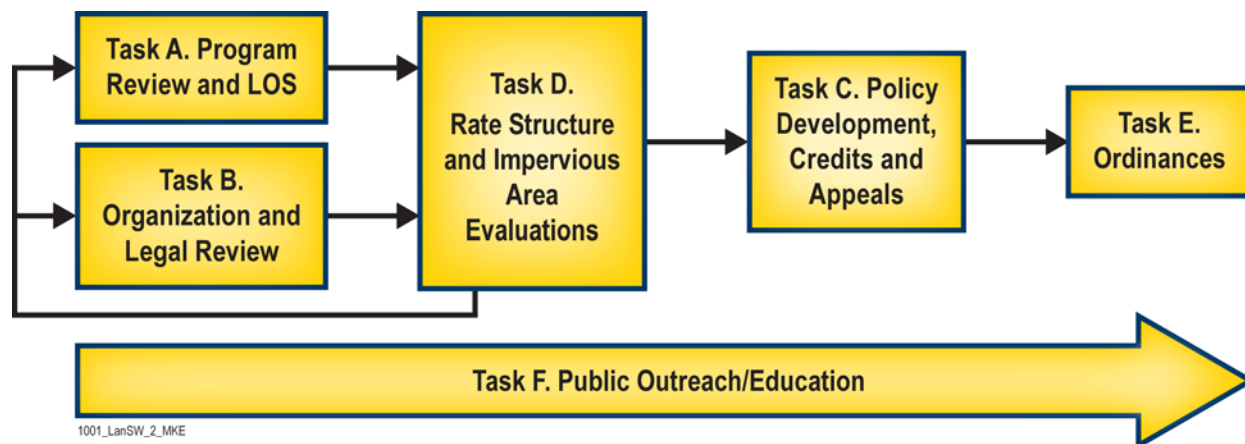 Task A. Program
Review and LOS
Task B.
Organization and
Legal Review
Task D.
Rate Structure
and Impervious
Area
Evaluations
Task C. Policy
Development,
Credits and
Appeals
Task E.
Ordinances
Task F. Public Outreach/Education
1001_LanSW_2_MKE